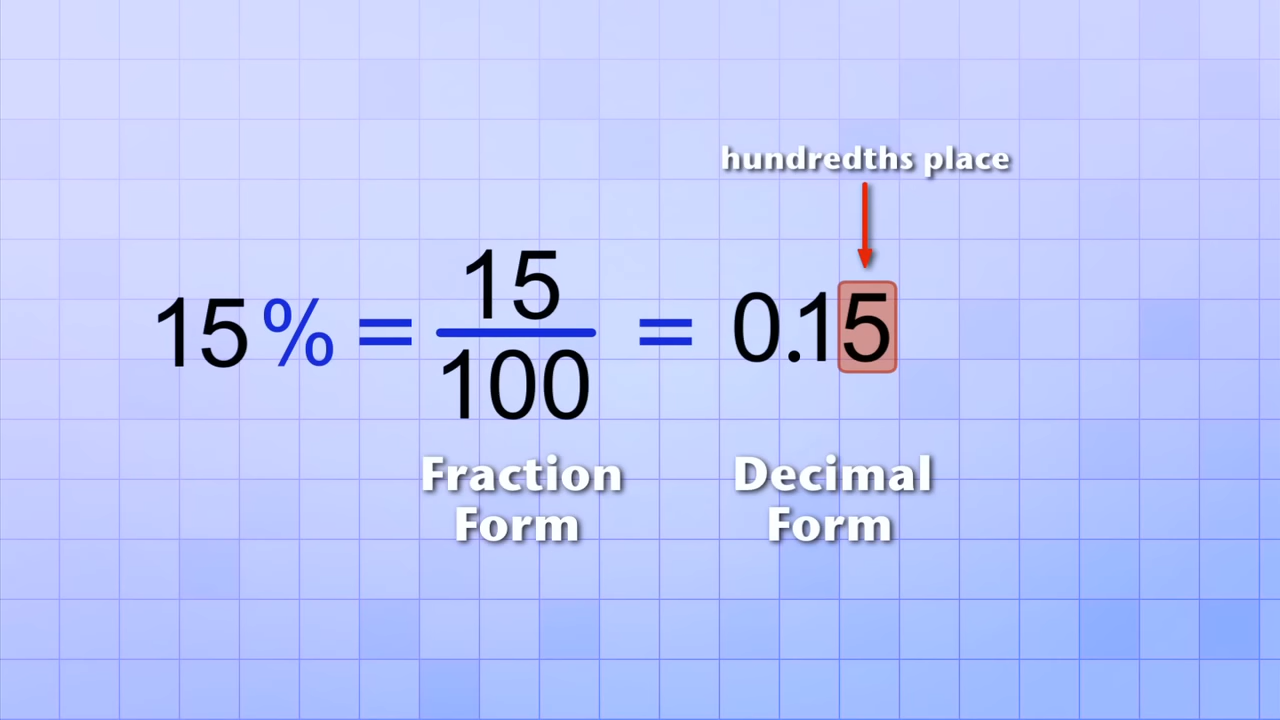 hundredths place
15% = 15/100 = 0.15
Fraction Form
Decimal Form